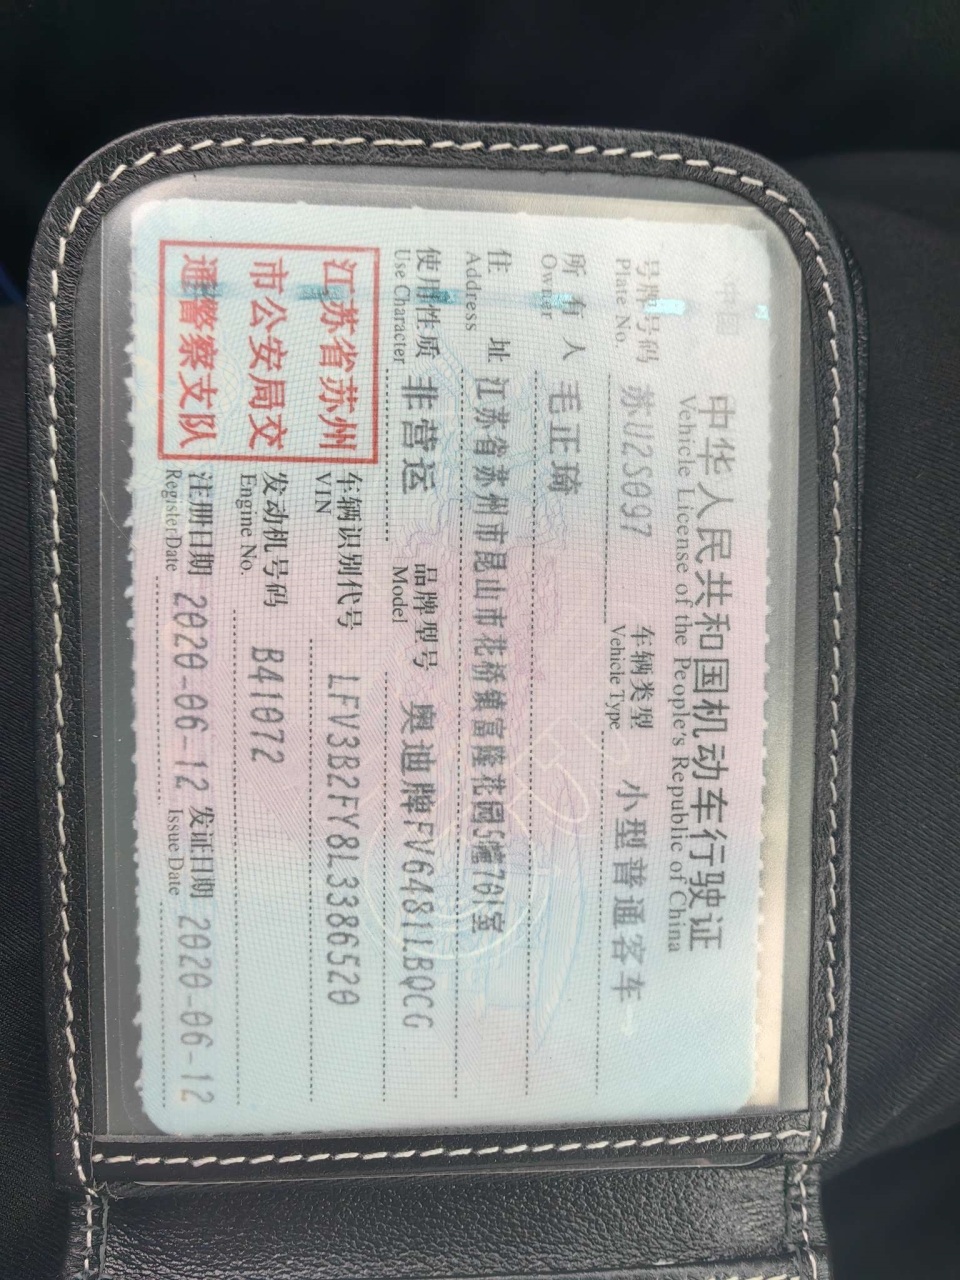 中华人民共和国机动车行驶证
Vehicle License of the People's Republic of China
号牌号码 苏U2S097 车辆类型 小型普通客车
Plate No. Vehicle Type
所有人 毛正琦
Owner
住址 江苏省苏州市昆山市花桥镇富隆花园5幢701室
Address
使用性质 非营运 品牌型号 奥迪牌FV6481LBQCG
Use Character Model
江苏省苏州
市公安局交
通警察支队
车辆识别代号 LFV3B2FY8L3386520
VIN
发动机号码 B41072
Engine No.
注册日期 2020-06-12 发证日期 2020-06-12
Register Date Issue Date